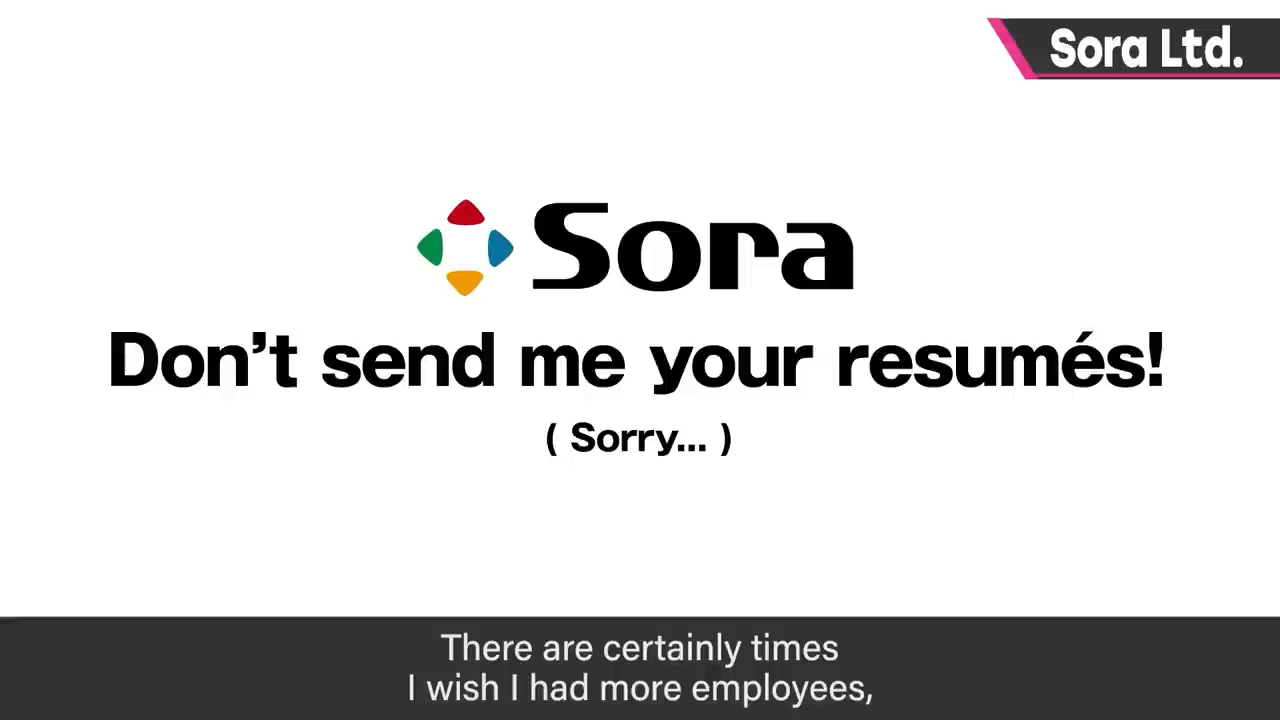 Sora Ltd.
Sora
Don't send me your resumés!
( Sorry... )
There are certainly times
I wish I had more employees,